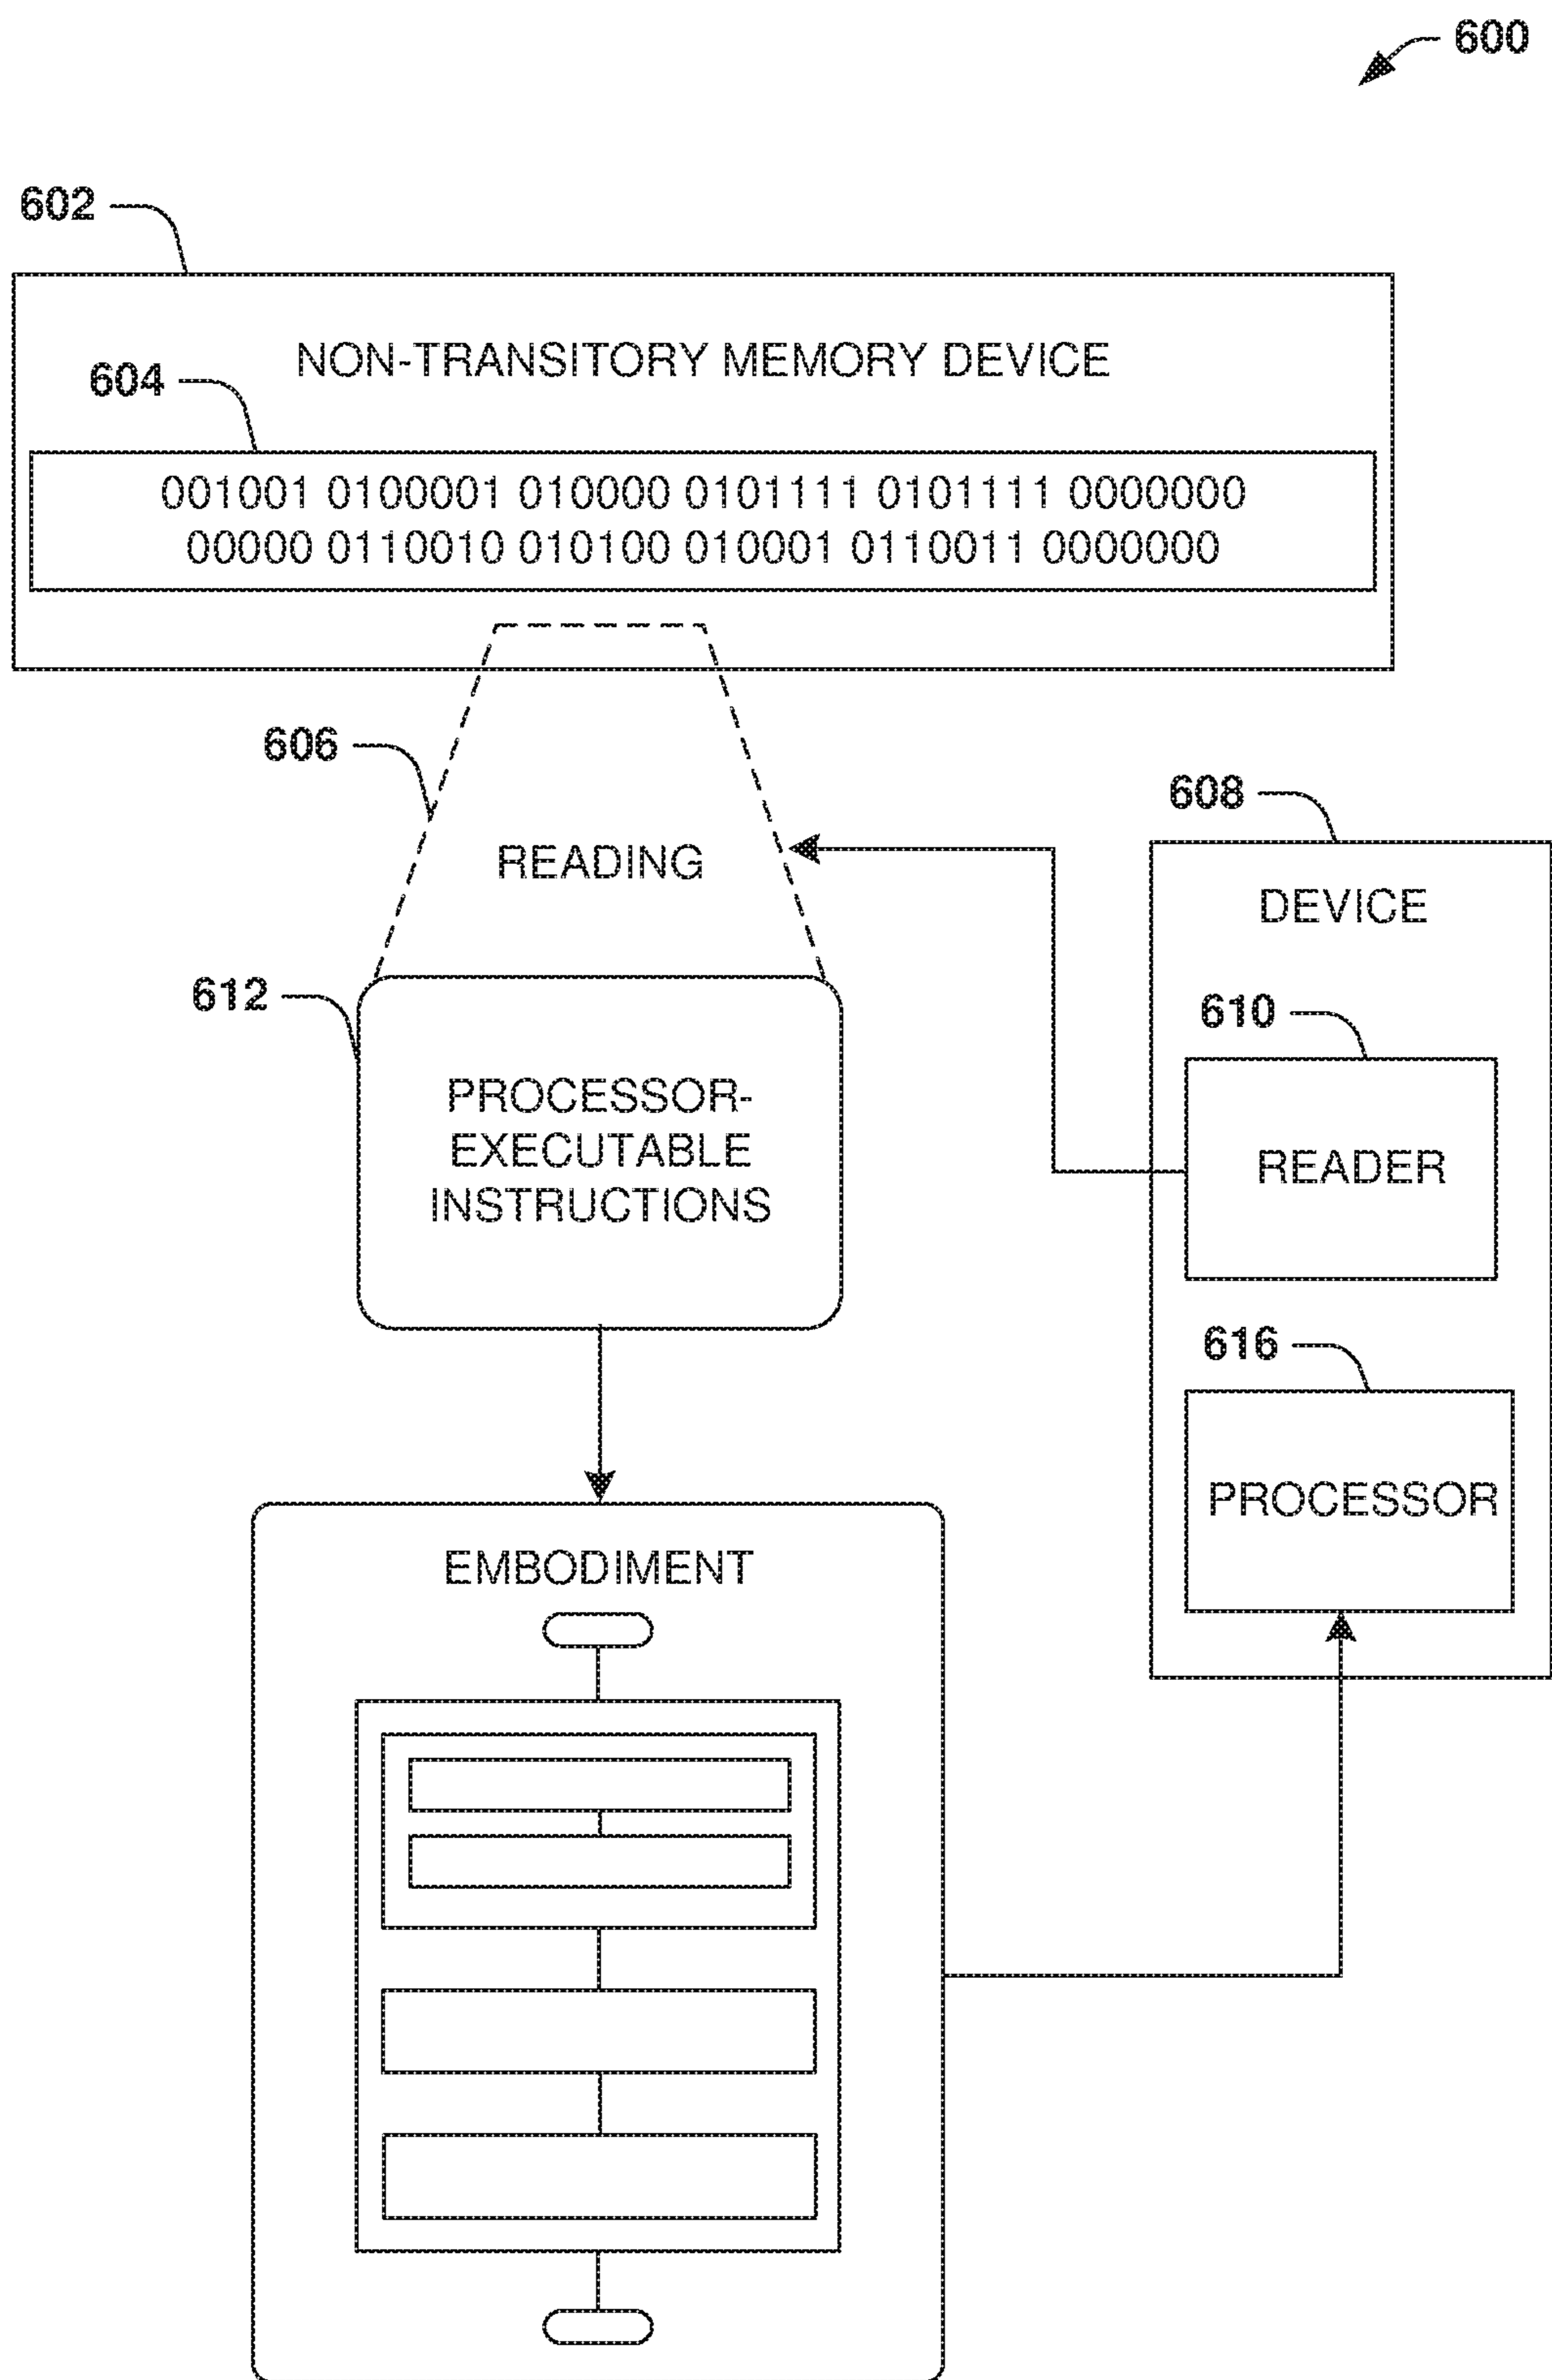 600
602
NON-TRANSITORY MEMORY DEVICE
604
001001 0100001 010000 0101111 0101111 0000000
00000 0110010 010100 010001 0110011 0000000
606
READING
608
DEVICE
612
610
PROCESSOR-
EXECUTABLE
INSTRUCTIONS
READER
616
PROCESSOR
EMBODIMENT